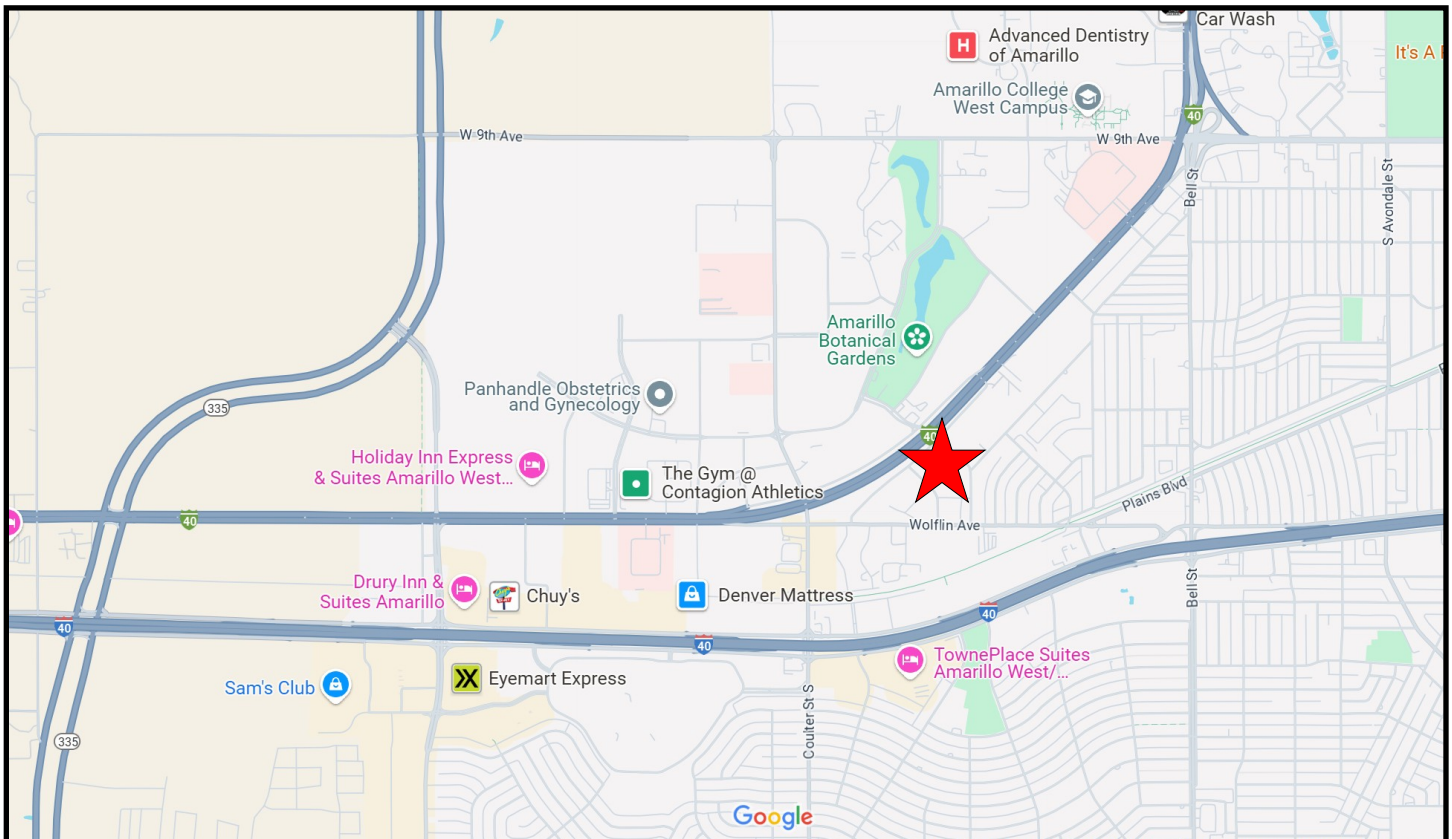 Car Wash
Advanced Dentistry
of Amarillo
It's A
Amarillo College
West Campus
40
W 9th Ave
W 9th Ave
Bell St
S Avondale St
Amarillo
Botanical
Gardens
Panhandle Obstetrics
and Gynecology
335
40
Holiday Inn Express
& Suites Amarillo West...
The Gym @
Contagion Athletics
Plains Blvd
40
Wolflin Ave
Drury Inn &
Suites Amarillo
Chuy's
Denver Mattress
Bell St
40
40
40
TownePlace Suites
Amarillo West/...
Sam's Club
Eyemart Express
Coulter St S
335
Google
H